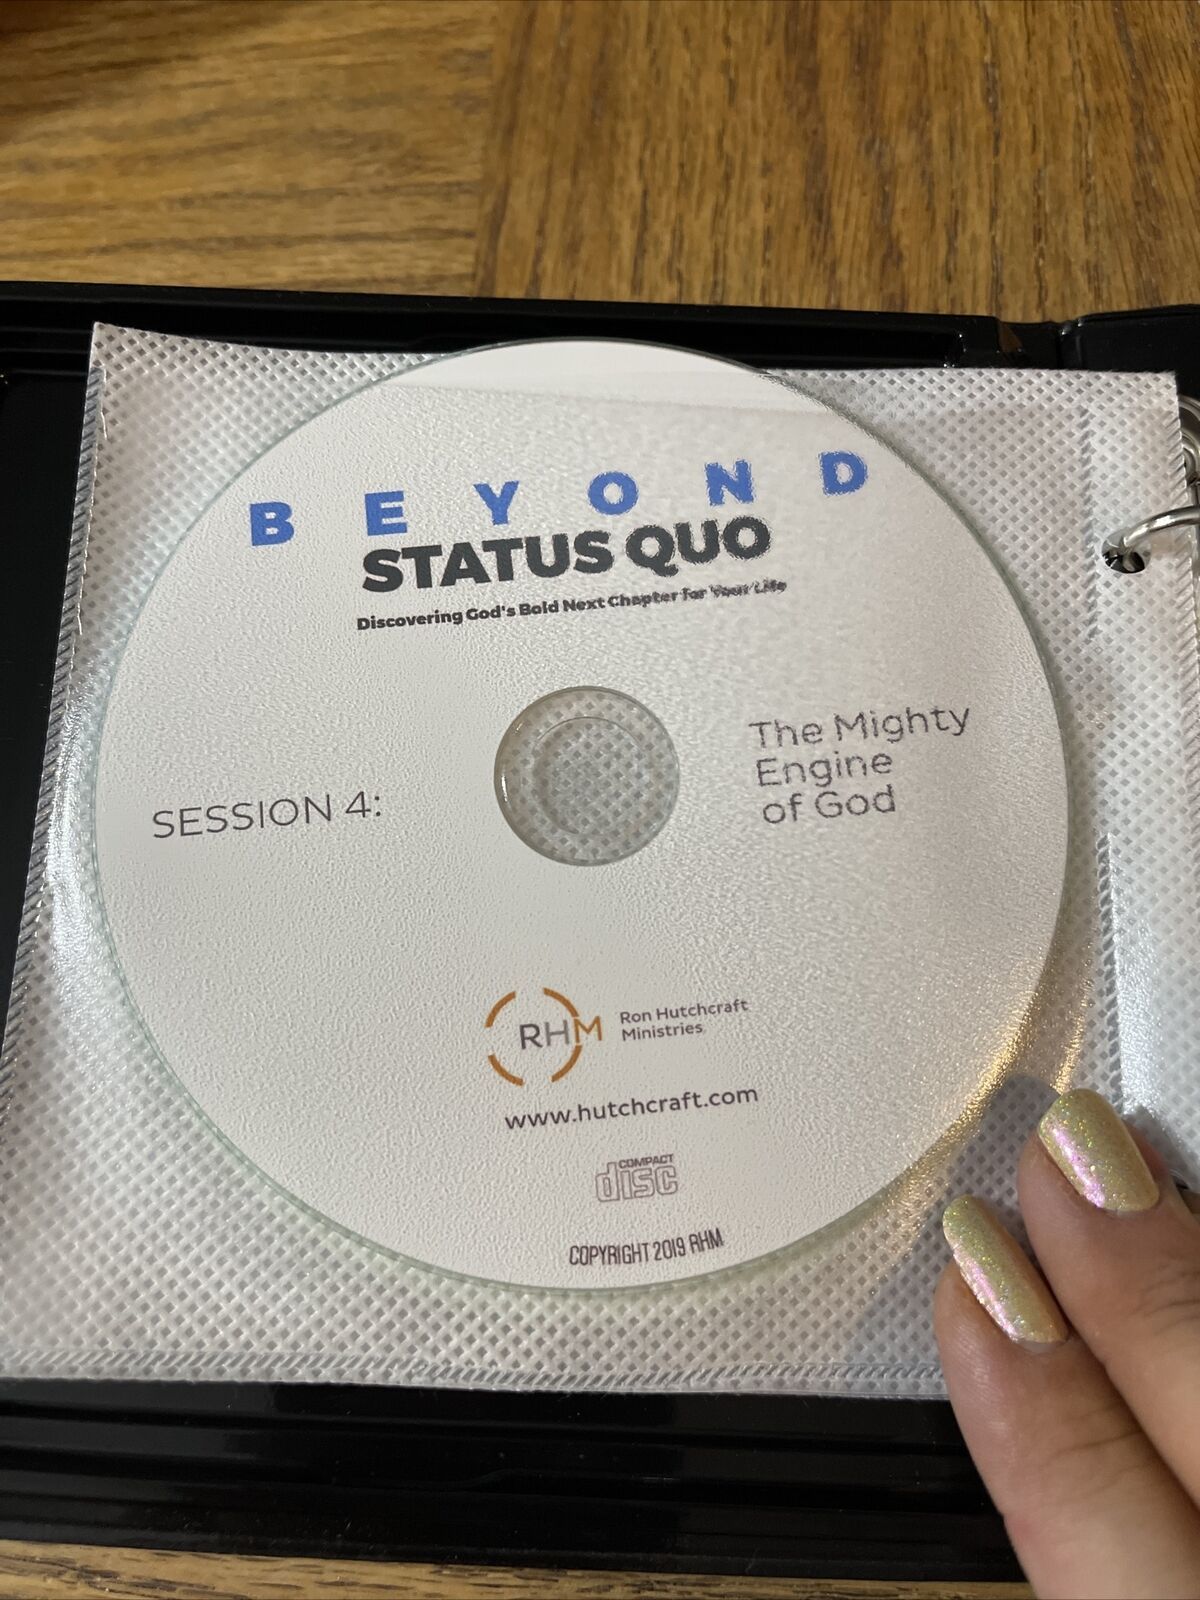 BEYOND
STATUS QUO
Discovering God's Bold Next Chapter for Your Life
SESSION 4:
The Mighty
Engine
of God
RHM
Ron Hutchcraft
Ministries
www.hutchcraft.com
COMPACT
disc
COPYRIGHT 2019 RHM